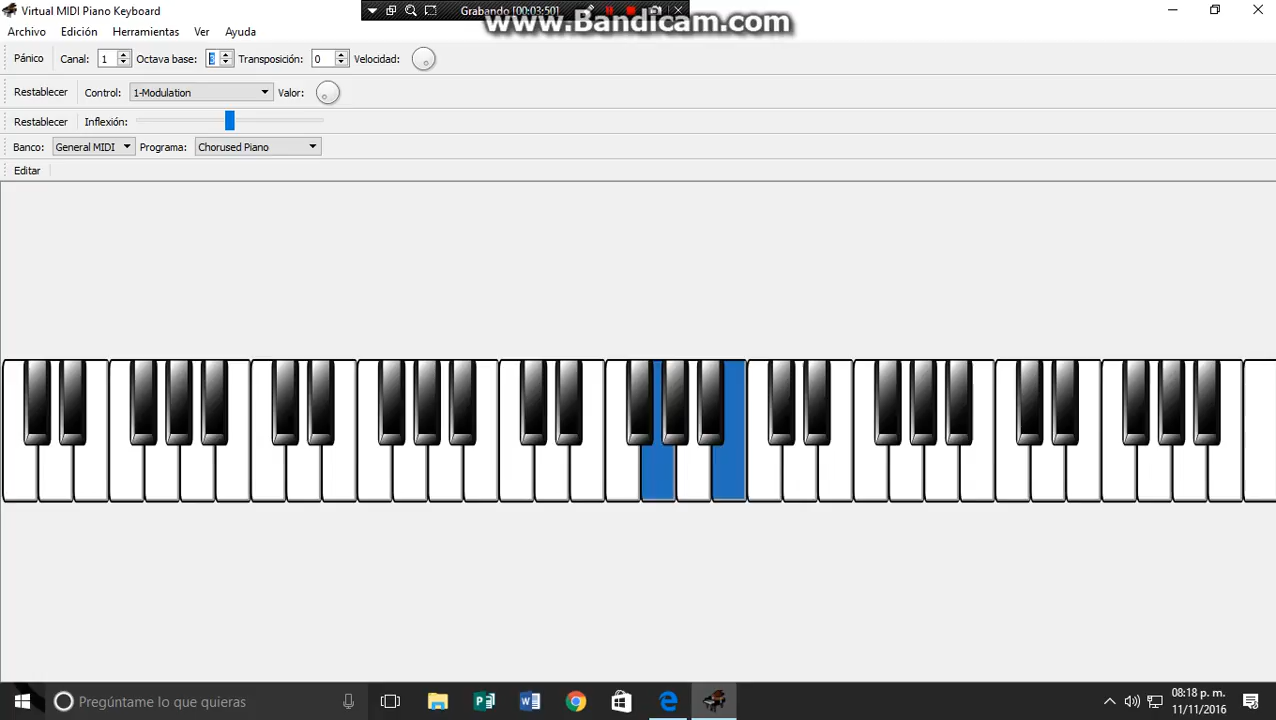 Virtual MIDI Piano Keyboard
Grabando [00:03:50]
www.Bandicam.com
Archivo Edición Herramientas Ver Ayuda
Pánico Canal: 1 Octava base: 3 Transposición: 0 Velocidad:
Restablecer Control: 1-Modulation Valor:
Restablecer Inflexión:
Banco: General MIDI Programa: Chorused Piano
Editar
Pregúntame lo que quieras
08:18 p. m.
11/11/2016